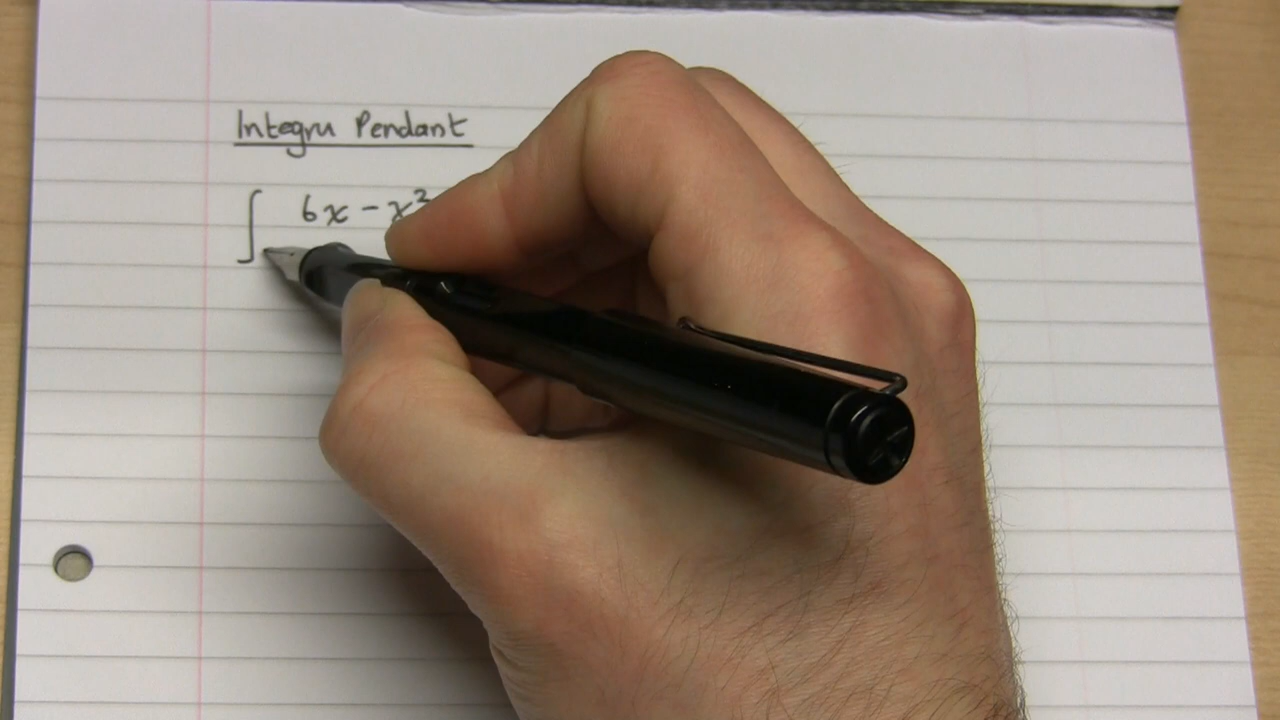 Integru Pendant
∫ 6x - x²